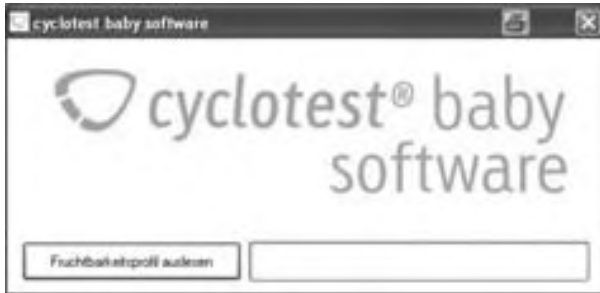 cyclotest baby software
cyclotest® baby
software
Fruchtbarkeitsprofil auslesen